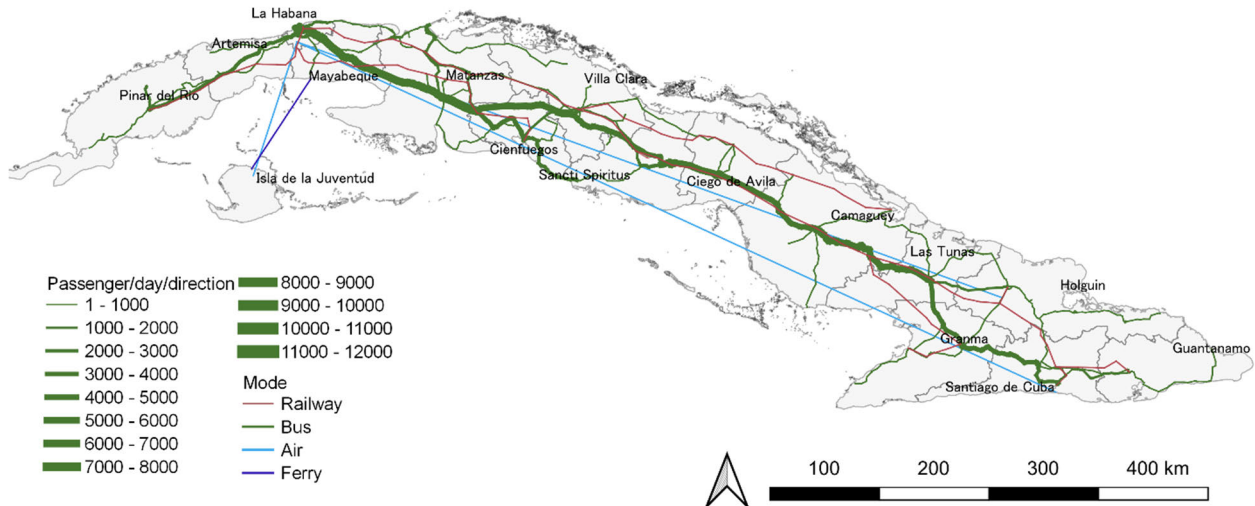 La Habana
Artemisa
Mayabeque
Matanzas
Villa Clara
Pinar del Rio
Cienfuegos
Isla de la Juventud
Sancti Spiritus
Ciego de Avila
Camaguey
Las Tunas
Holguin
Granma
Guantanamo
Santiago de Cuba
Passenger/day/direction
1 - 1000
1000 - 2000
2000 - 3000
3000 - 4000
4000 - 5000
5000 - 6000
6000 - 7000
7000 - 8000
8000 - 9000
9000 - 10000
10000 - 11000
11000 - 12000
Mode
Railway
Bus
Air
Ferry
100 200 300 400 km